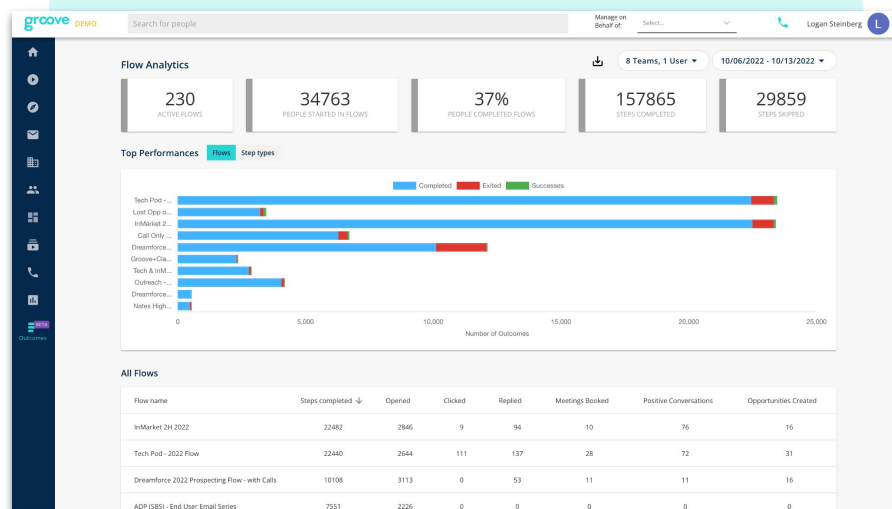 groove DEMO
Search for people
Manage on
Behalf of:
Select...
Logan Steinberg
L
Flow Analytics
8 Teams, 1 User
10/06/2022 - 10/13/2022
230
ACTIVE FLOWS
34763
PEOPLE STARTED IN FLOWS
37%
PEOPLE COMPLETED FLOWS
157865
STEPS COMPLETED
29859
STEPS SKIPPED
Top Performances Flows Step types
Completed Exited Successes
Tech Pod -...
Lost Opp o...
InMarket 2...
Call Only ...
Dreamforce...
Groove+Cla...
Tech & InM...
Outreach -...
Dreamforce...
Nates High...
0 5,000 10,000 15,000 20,000 25,000
Number of Outcomes
BETA
Outcomes
All Flows
Flow name Steps completed Opened Clicked Replied Meetings Booked Positive Conversations Opportunities Created
InMarket 2H 2022 22482 2846 9 94 10 76 16
Tech Pod - 2022 Flow 22440 2644 111 137 28 72 31
Dreamforce 2022 Prospecting Flow - with Calls 10108 3113 0 53 11 11 16
ADP (SBS) - End User Email Series 7551 2226 0 0 0 0 0